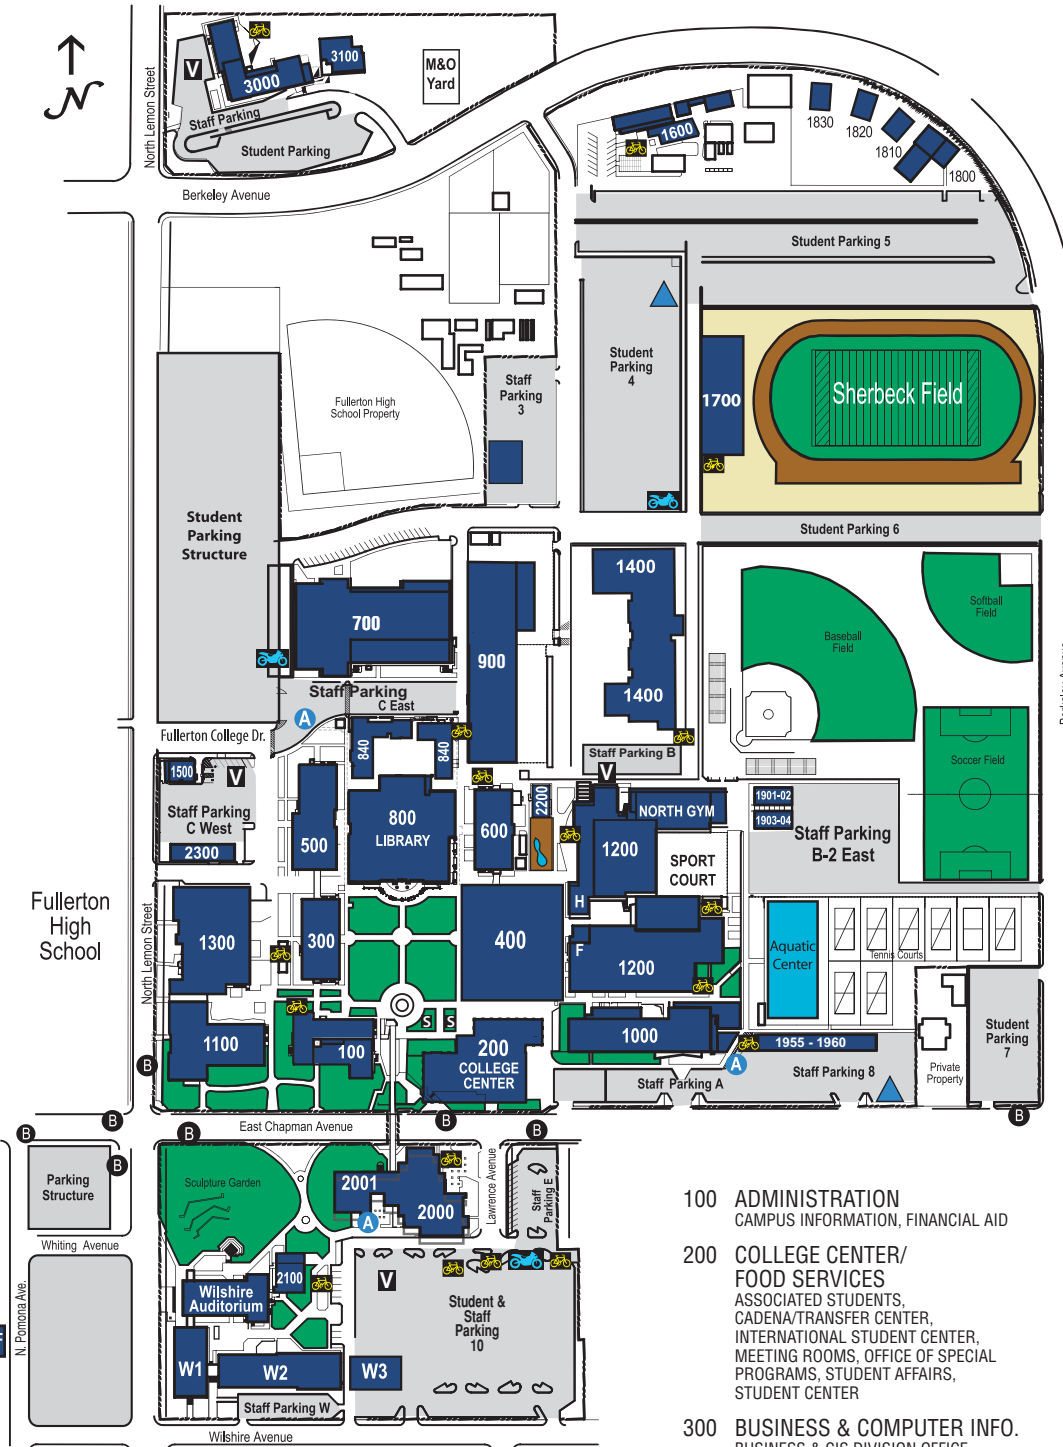 N
North Lemon Street
V
3000
3100
Staff Parking
Student Parking
M&O
Yard
Berkeley Avenue
1600
1830
1820
1810
1800
Student Parking 5
Student
Parking
4
Staff
Parking
3
Fullerton High
School Property
1700
Sherbeck Field
Student Parking 6
Student
Parking
Structure
700
900
1400
1400
Softball
Field
Baseball
Field
Staff Parking
C East
A
Fullerton College Dr.
840
840
Staff Parking B
V
Soccer Field
1500
V
Staff Parking
C West
2300
500
800
LIBRARY
600
2200
NORTH GYM
1200
SPORT
COURT
1901-02
1903-04
Staff Parking
B-2 East
Fullerton
High
School
North Lemon Street
1300
300
400
H
F
1200
Aquatic
Center
Tennis Courts
1100
100
S
S
200
COLLEGE
CENTER
1000
1955 - 1960
A
Staff Parking A
Staff Parking 8
Private
Property
Student
Parking
7
B
B
B
B
B
B
B
B
East Chapman Avenue
Parking
Structure
Whiting Avenue
N. Pomona Ave.
Sculpture Garden
2001
2000
A
Lawrence Avenue
Staff
Parking E
2100
Wilshire
Auditorium
V
Student &
Staff
Parking
10
W1
W2
W3
Staff Parking W
Wilshire Avenue
100 ADMINISTRATION
CAMPUS INFORMATION, FINANCIAL AID
200 COLLEGE CENTER/
FOOD SERVICES
ASSOCIATED STUDENTS,
CADENA/TRANSFER CENTER,
INTERNATIONAL STUDENT CENTER,
MEETING ROOMS, OFFICE OF SPECIAL
PROGRAMS, STUDENT AFFAIRS,
STUDENT CENTER
300 BUSINESS & COMPUTER INFO.
BUSINESS & CIS DIVISION OFFICE